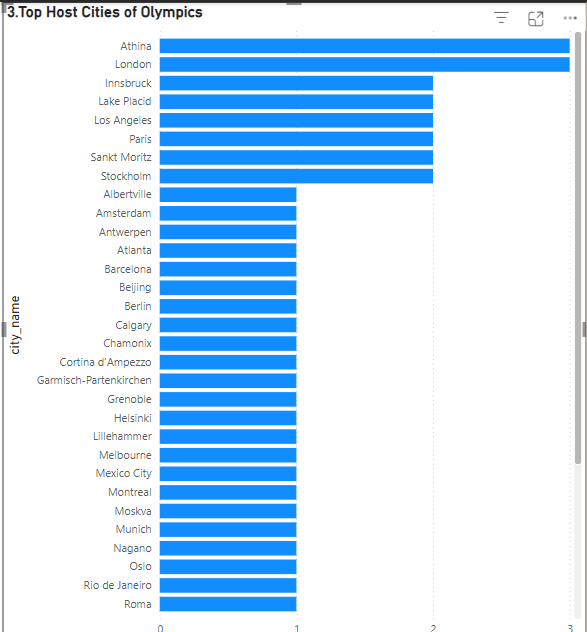 3.Top Host Cities of Olympics
Athina
London
Innsbruck
Lake Placid
Los Angeles
Paris
Sankt Moritz
Stockholm
Albertville
Amsterdam
Antwerpen
Atlanta
Barcelona
Beijing
Berlin
Calgary
Chamonix
Cortina d'Ampezzo
Garmisch-Partenkirchen
Grenoble
Helsinki
Lillehammer
Melbourne
Mexico City
Montreal
Moskva
Munich
Nagano
Oslo
Rio de Janeiro
Roma
city_name
0 1 2 3